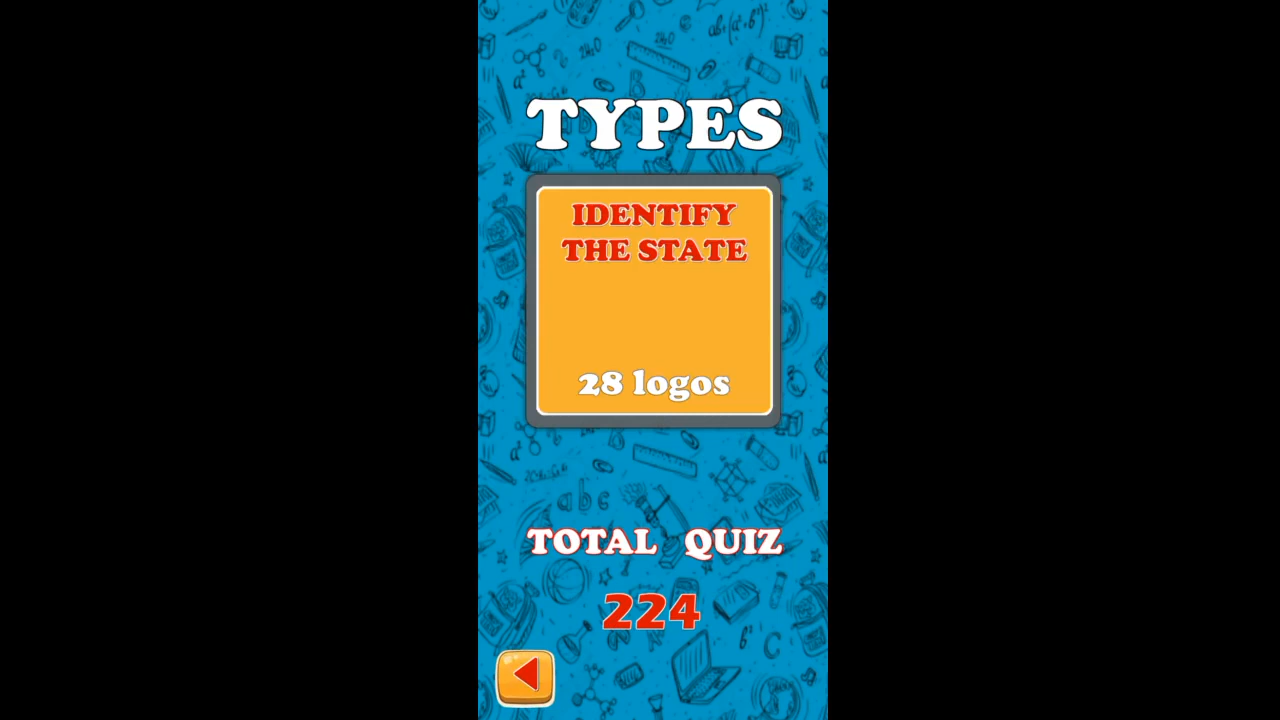 TYPES
IDENTIFY
THE STATE
28 logos
TOTAL QUIZ
224